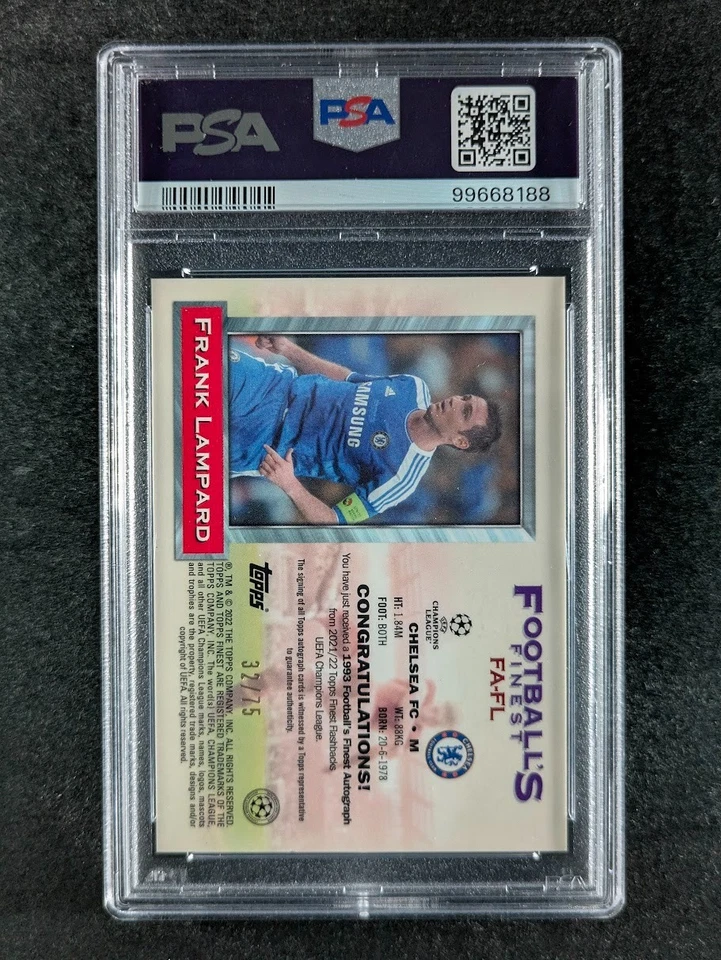 PSA
PSA
99668188
FOOTBALL'S
FINEST
FA-FL
UEFA
CHAMPIONS
LEAGUE
CHELSEA FC • M
HT: 1.84M WT: 88KG
FOOT: BOTH BORN: 20-6-1978
CONGRATULATIONS!
You have just received a 1993 Football's Finest Autograph
from 2021/22 Topps Finest Flashbacks
UEFA Champions League.
The signing of all Topps autograph cards is witnessed by a Topps representative
to guarantee authenticity.
SAMSUNG
FRANK LAMPARD
topps
32/75
®, TM & © 2022 THE TOPPS COMPANY, INC. ALL RIGHTS RESERVED.
TOPPS AND TOPPS FINEST ARE REGISTERED TRADEMARKS OF THE
TOPPS COMPANY, INC. The word(s) UEFA, CHAMPIONS LEAGUE,
and all other UEFA Champions League marks, names, logos, mascots
and trophies are the property, registered trade marks, designs and/or
copyright of UEFA. All rights reserved.
PSA